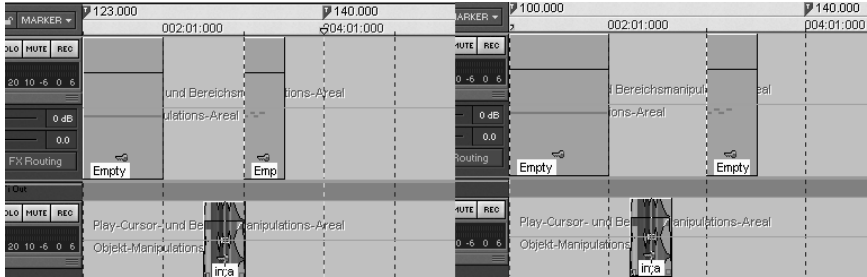 MARKER 123.000 140.000
002:01:000 004:01:000
OLO MUTE REC
20 10 -6 0 6
und Bereichsm tions-Areal
ulations-Areal
0 dB
0.0
FX Routing
Empty Emp
Out
OLO MUTE REC
Play-Cursor- und Be anipulations-Areal
20 10 -6 0 6
Objekt-Manipulations
in;a
ARKER 100.000 140.000
002:01:000 004:01:000
MUTE REC
-6 0 6
d Bereichsmanipul eal
ions-Areal
0 dB
0.0
Routing
Empty Empty
MUTE REC
Play-Cursor- und Be anipulations-Areal
0 -6 0 6
Objekt-Manipulations
in;a